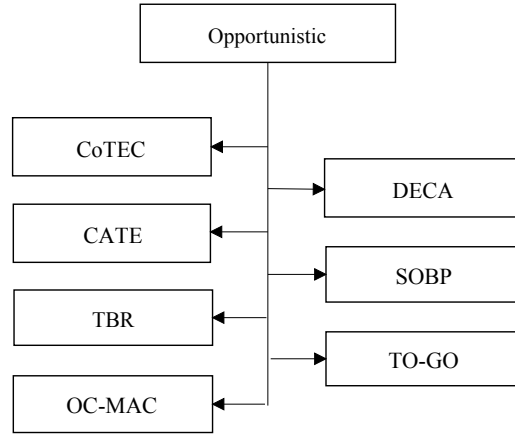 Opportunistic
CoTEC
DECA
CATE
SOBP
TBR
TO-GO
OC-MAC